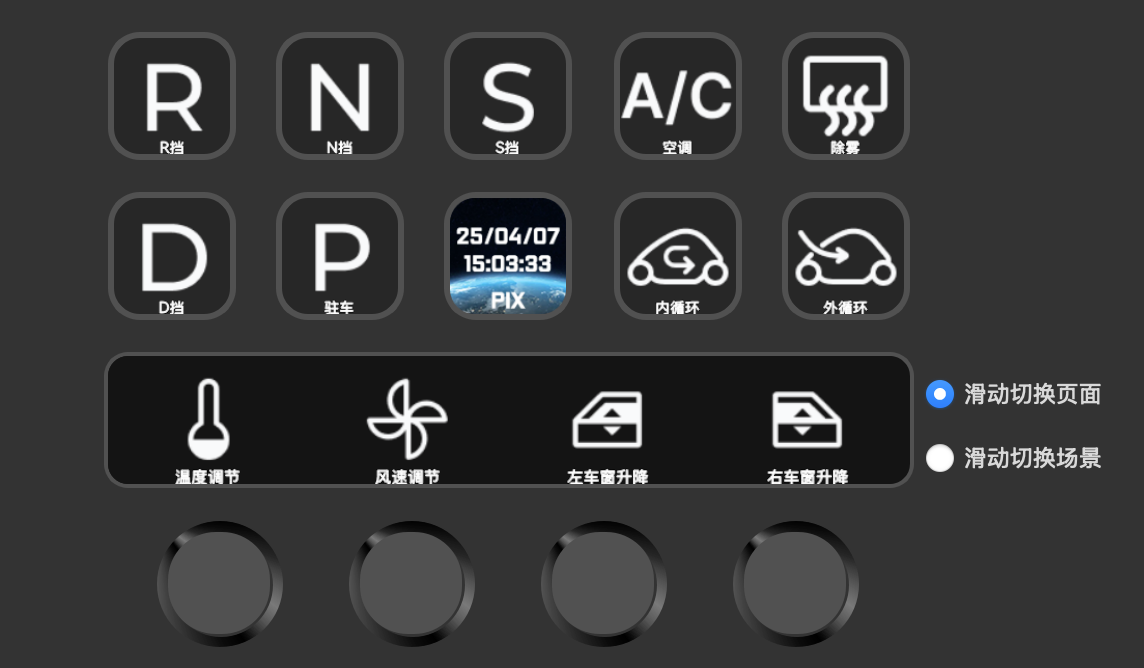 R
N
S
A/C
R挡
N挡
S挡
空调
除雾
D
P
25/04/07
15:03:33
PIX
D挡
驻车
内循环
外循环
滑动切换页面
滑动切换场景
温度调节
风速调节
左车窗升降
右车窗升降